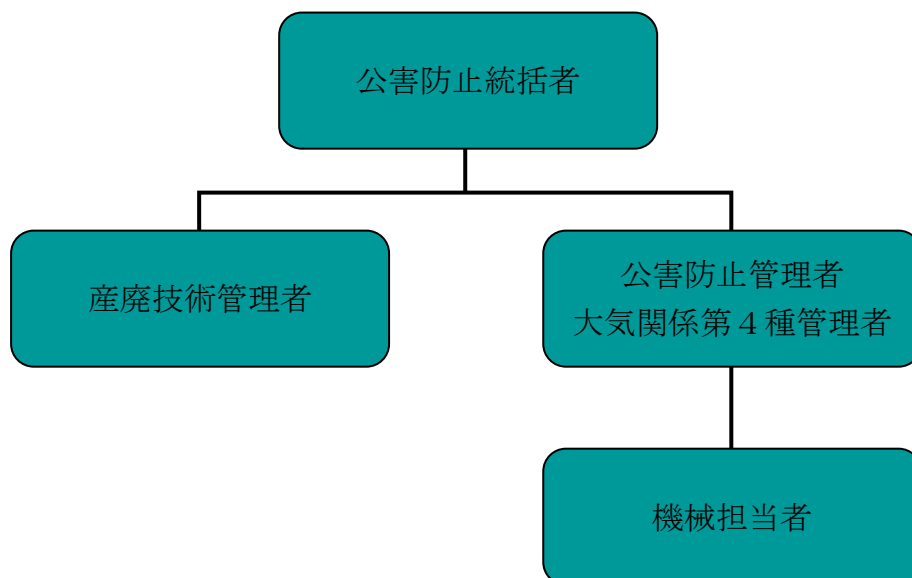 公害防止統括者
産廃技術管理者
公害防止管理者
大気関係第４種管理者
機械担当者